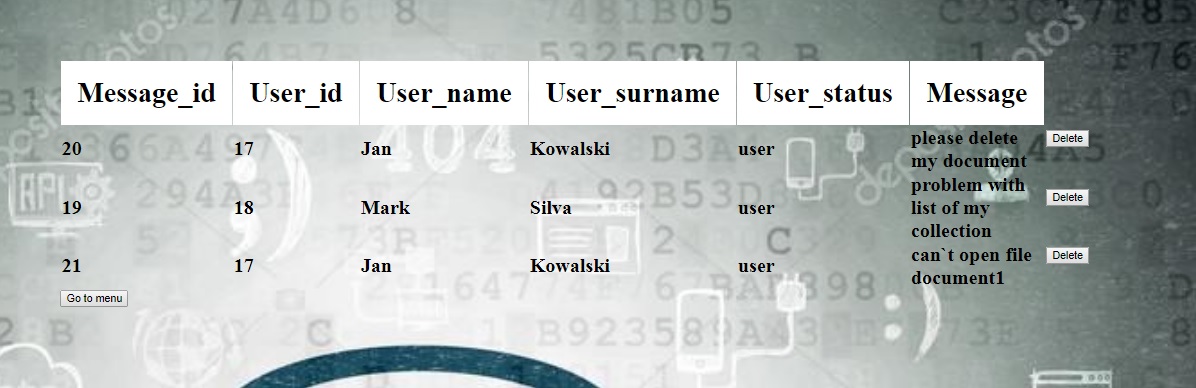 Message_id User_id User_name User_surname User_status Message
20 17 Jan Kowalski user please delete Delete
my document
19 18 Mark Silva user problem with Delete
list of my
collection
21 17 Jan Kowalski user can`t open file Delete
document1
Go to menu
404
API